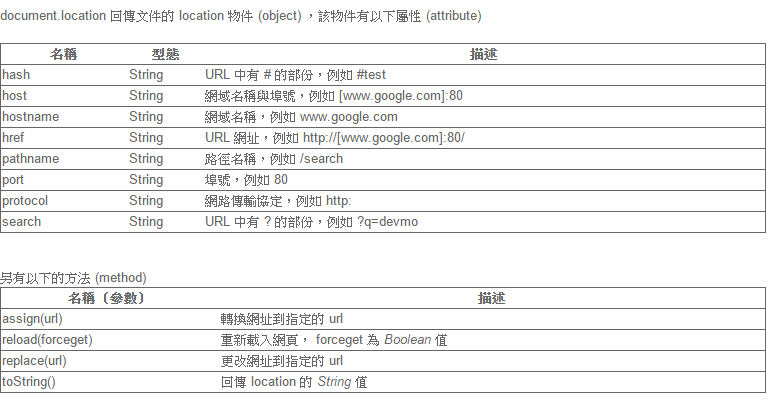 document.location 回傳文件的 location 物件 (object) ，該物件有以下屬性 (attribute)
名稱 型態 描述
hash String URL 中有 # 的部份，例如 #test
host String 網域名稱與埠號，例如 [www.google.com]:80
hostname String 網域名稱，例如 www.google.com
href String URL 網址，例如 http://[www.google.com]:80/
pathname String 路徑名稱，例如 /search
port String 埠號，例如 80
protocol String 網路傳輸協定，例如 http:
search String URL 中有 ? 的部份，例如 ?q=devmo
另有以下的方法 (method)
名稱〔參數〕 描述
assign(url) 轉換網址到指定的 url
reload(forceget) 重新載入網頁， forceget 為 Boolean 值
replace(url) 更改網址到指定的 url
toString() 回傳 location 的 String 值